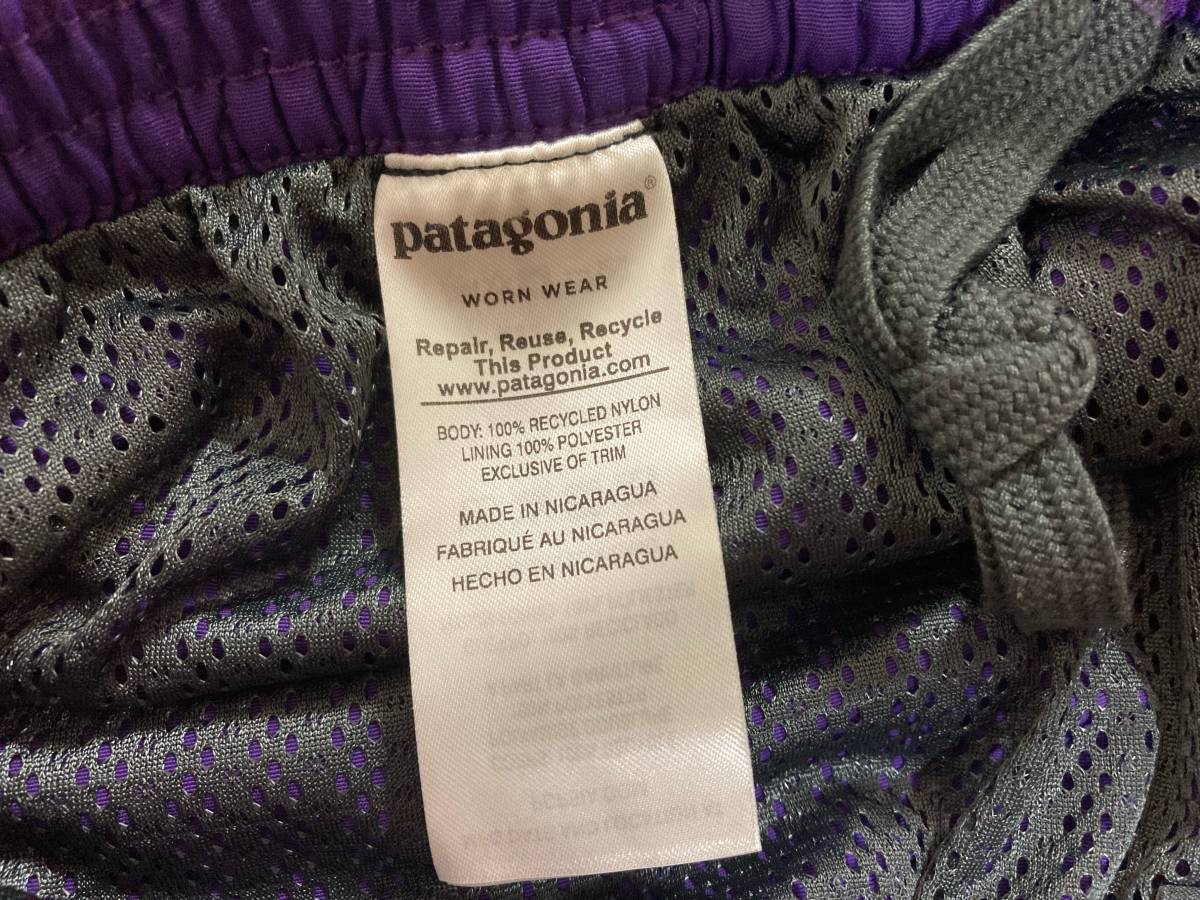 patagonia®
WORN WEAR
Repair, Reuse, Recycle
This Product
www.patagonia.com
BODY: 100% RECYCLED NYLON
LINING 100% POLYESTER
EXCLUSIVE OF TRIM
MADE IN NICARAGUA
FABRIQUÉ AU NICARAGUA
HECHO EN NICARAGUA